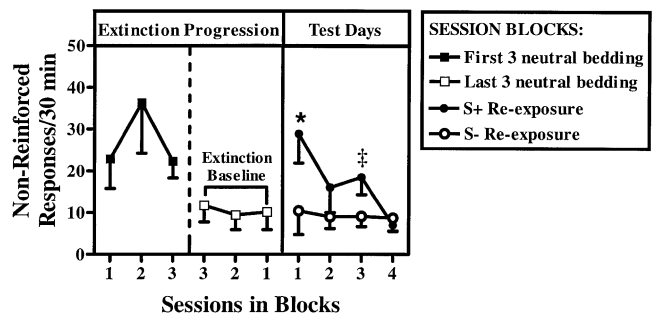 Extinction Progression
Test Days
50
40
30
20
10
0
Non-Reinforced
Responses/30 min
Extinction
Baseline
*
‡
1 2 3 3 2 1 1 2 3 4
Sessions in Blocks
SESSION BLOCKS:
First 3 neutral bedding
Last 3 neutral bedding
S+ Re-exposure
S- Re-exposure